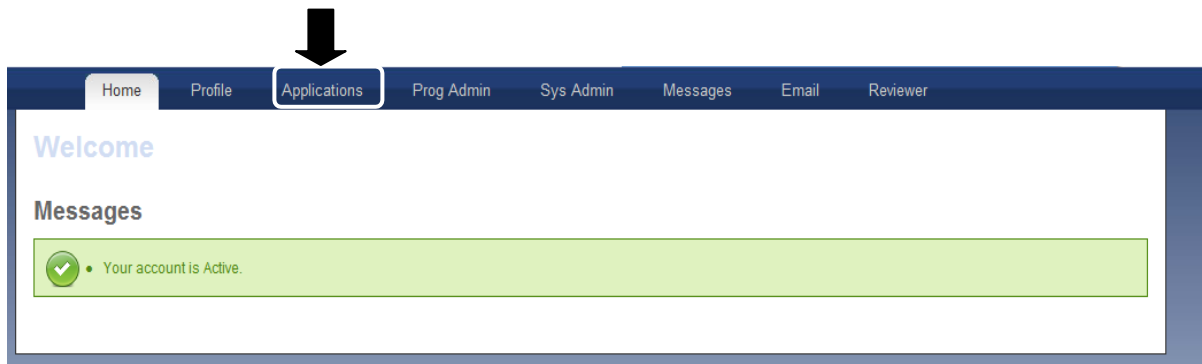 Home Profile Applications Prog Admin Sys Admin Messages Email Reviewer
Welcome
Messages
• Your account is Active.